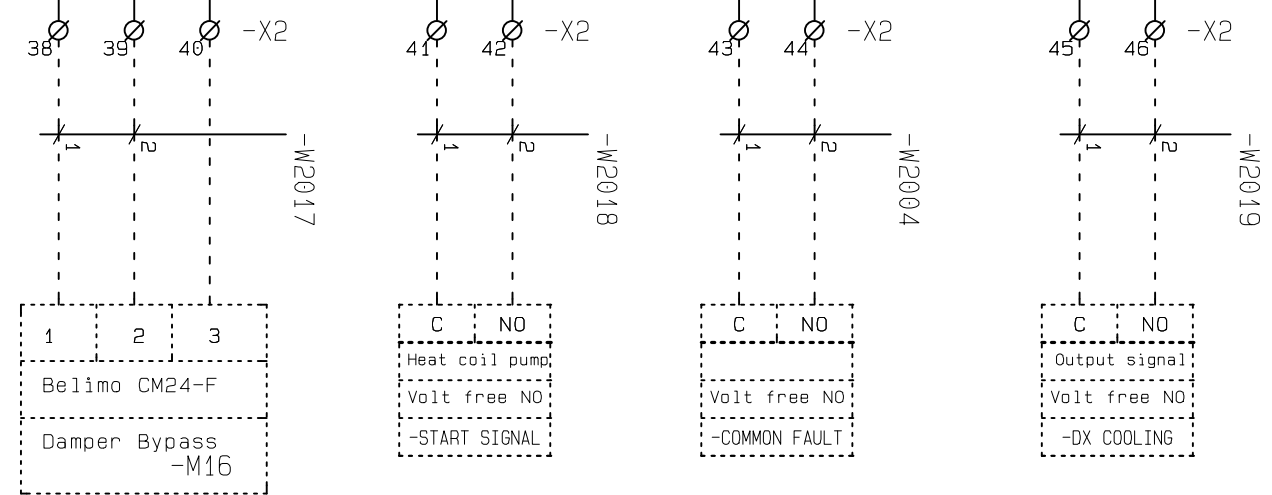 38 39 40 -X2 41 42 -X2 43 44 -X2 45 46 -X2
1 2 -W2017 1 2 -W2018 1 2 -W2004 1 2 -W2019
1 2 3 C NO C NO C NO
Heat coil pump Output signal
Belimo CM24-F Volt free NO Volt free NO Volt free NO
Damper Bypass -START SIGNAL -COMMON FAULT -DX COOLING
-M16